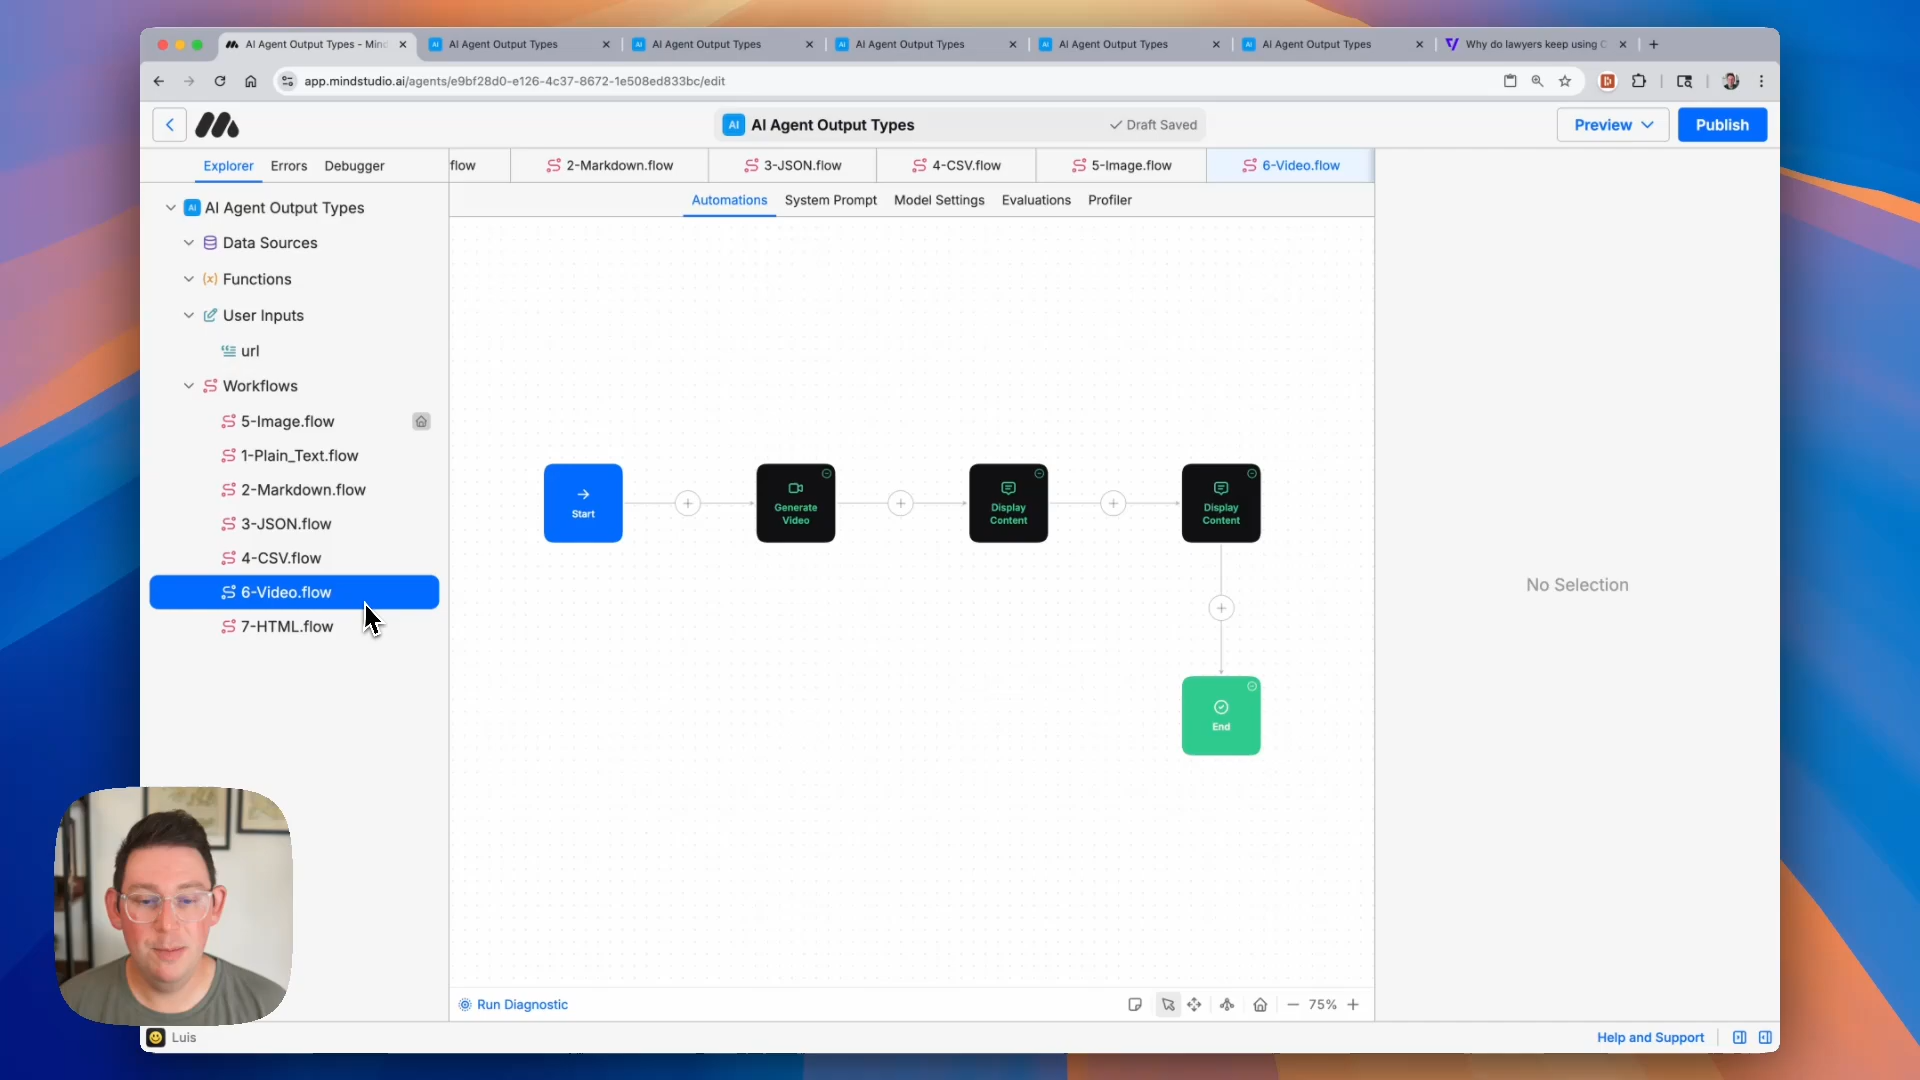 AI Agent Output Types - Mind
AI Agent Output Types
AI Agent Output Types
AI Agent Output Types
AI Agent Output Types
AI Agent Output Types
Why do lawyers keep using C
app.mindstudio.ai/agents/e9bf28d0-e126-4c37-8672-1e508ed833bc/edit
AI
AI Agent Output Types
Draft Saved
Preview
Publish
Explorer
Errors
Debugger
flow
2-Markdown.flow
3-JSON.flow
4-CSV.flow
5-Image.flow
6-Video.flow
Automations
System Prompt
Model Settings
Evaluations
Profiler
AI
AI Agent Output Types
Data Sources
(x) Functions
User Inputs
url
Workflows
5-Image.flow
1-Plain_Text.flow
2-Markdown.flow
3-JSON.flow
4-CSV.flow
6-Video.flow
7-HTML.flow
Start
Generate
Video
Display
Content
Display
Content
End
No Selection
Run Diagnostic
75%
Luis
Help and Support